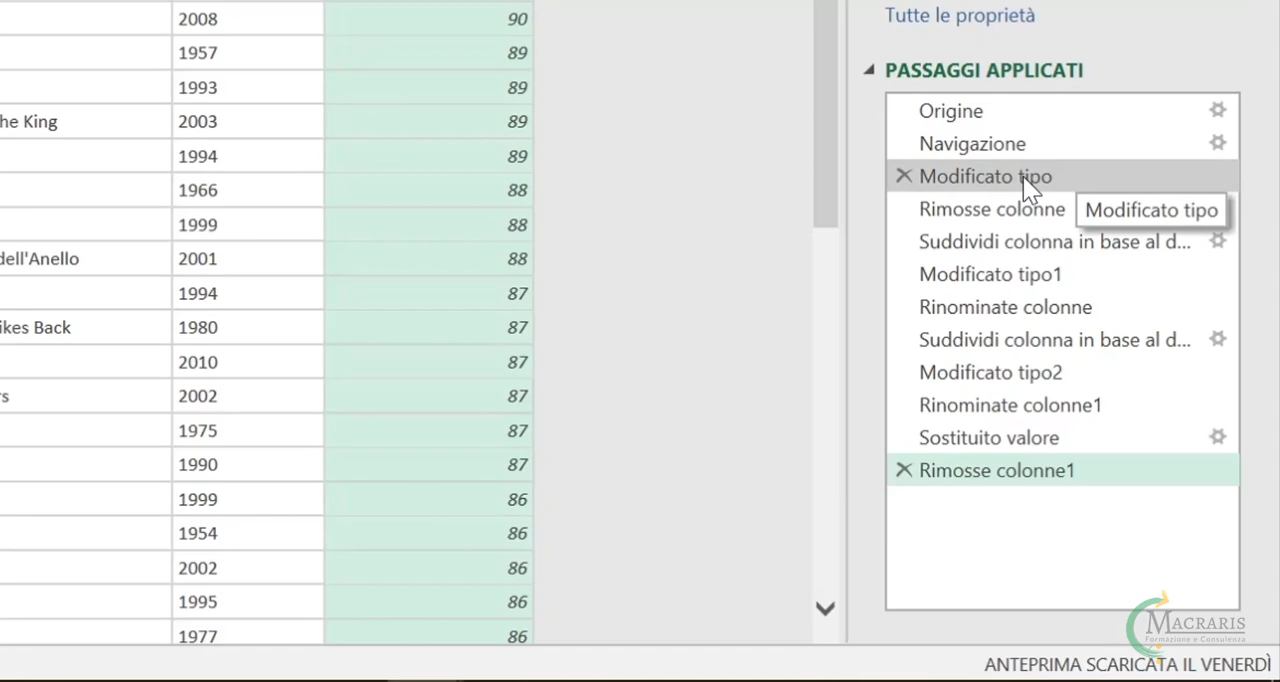 2008 90
1957 89
1993 89
he King 2003 89
1994 89
1966 88
1999 88
dell'Anello 2001 88
1994 87
ikes Back 1980 87
2010 87
rs 2002 87
1975 87
1990 87
1999 86
1954 86
2002 86
1995 86
1977 86
Tutte le proprietà
PASSAGGI APPLICATI
Origine
Navigazione
Modificato tipo
Rimosse colonne
Modificato tipo
Suddividi colonna in base al d...
Modificato tipo1
Rinominate colonne
Suddividi colonna in base al d...
Modificato tipo2
Rinominate colonne1
Sostituito valore
Rimosse colonne1
MACRARIS
Formazione e Consulenza
ANTEPRIMA SCARICATA IL VENERDÌ